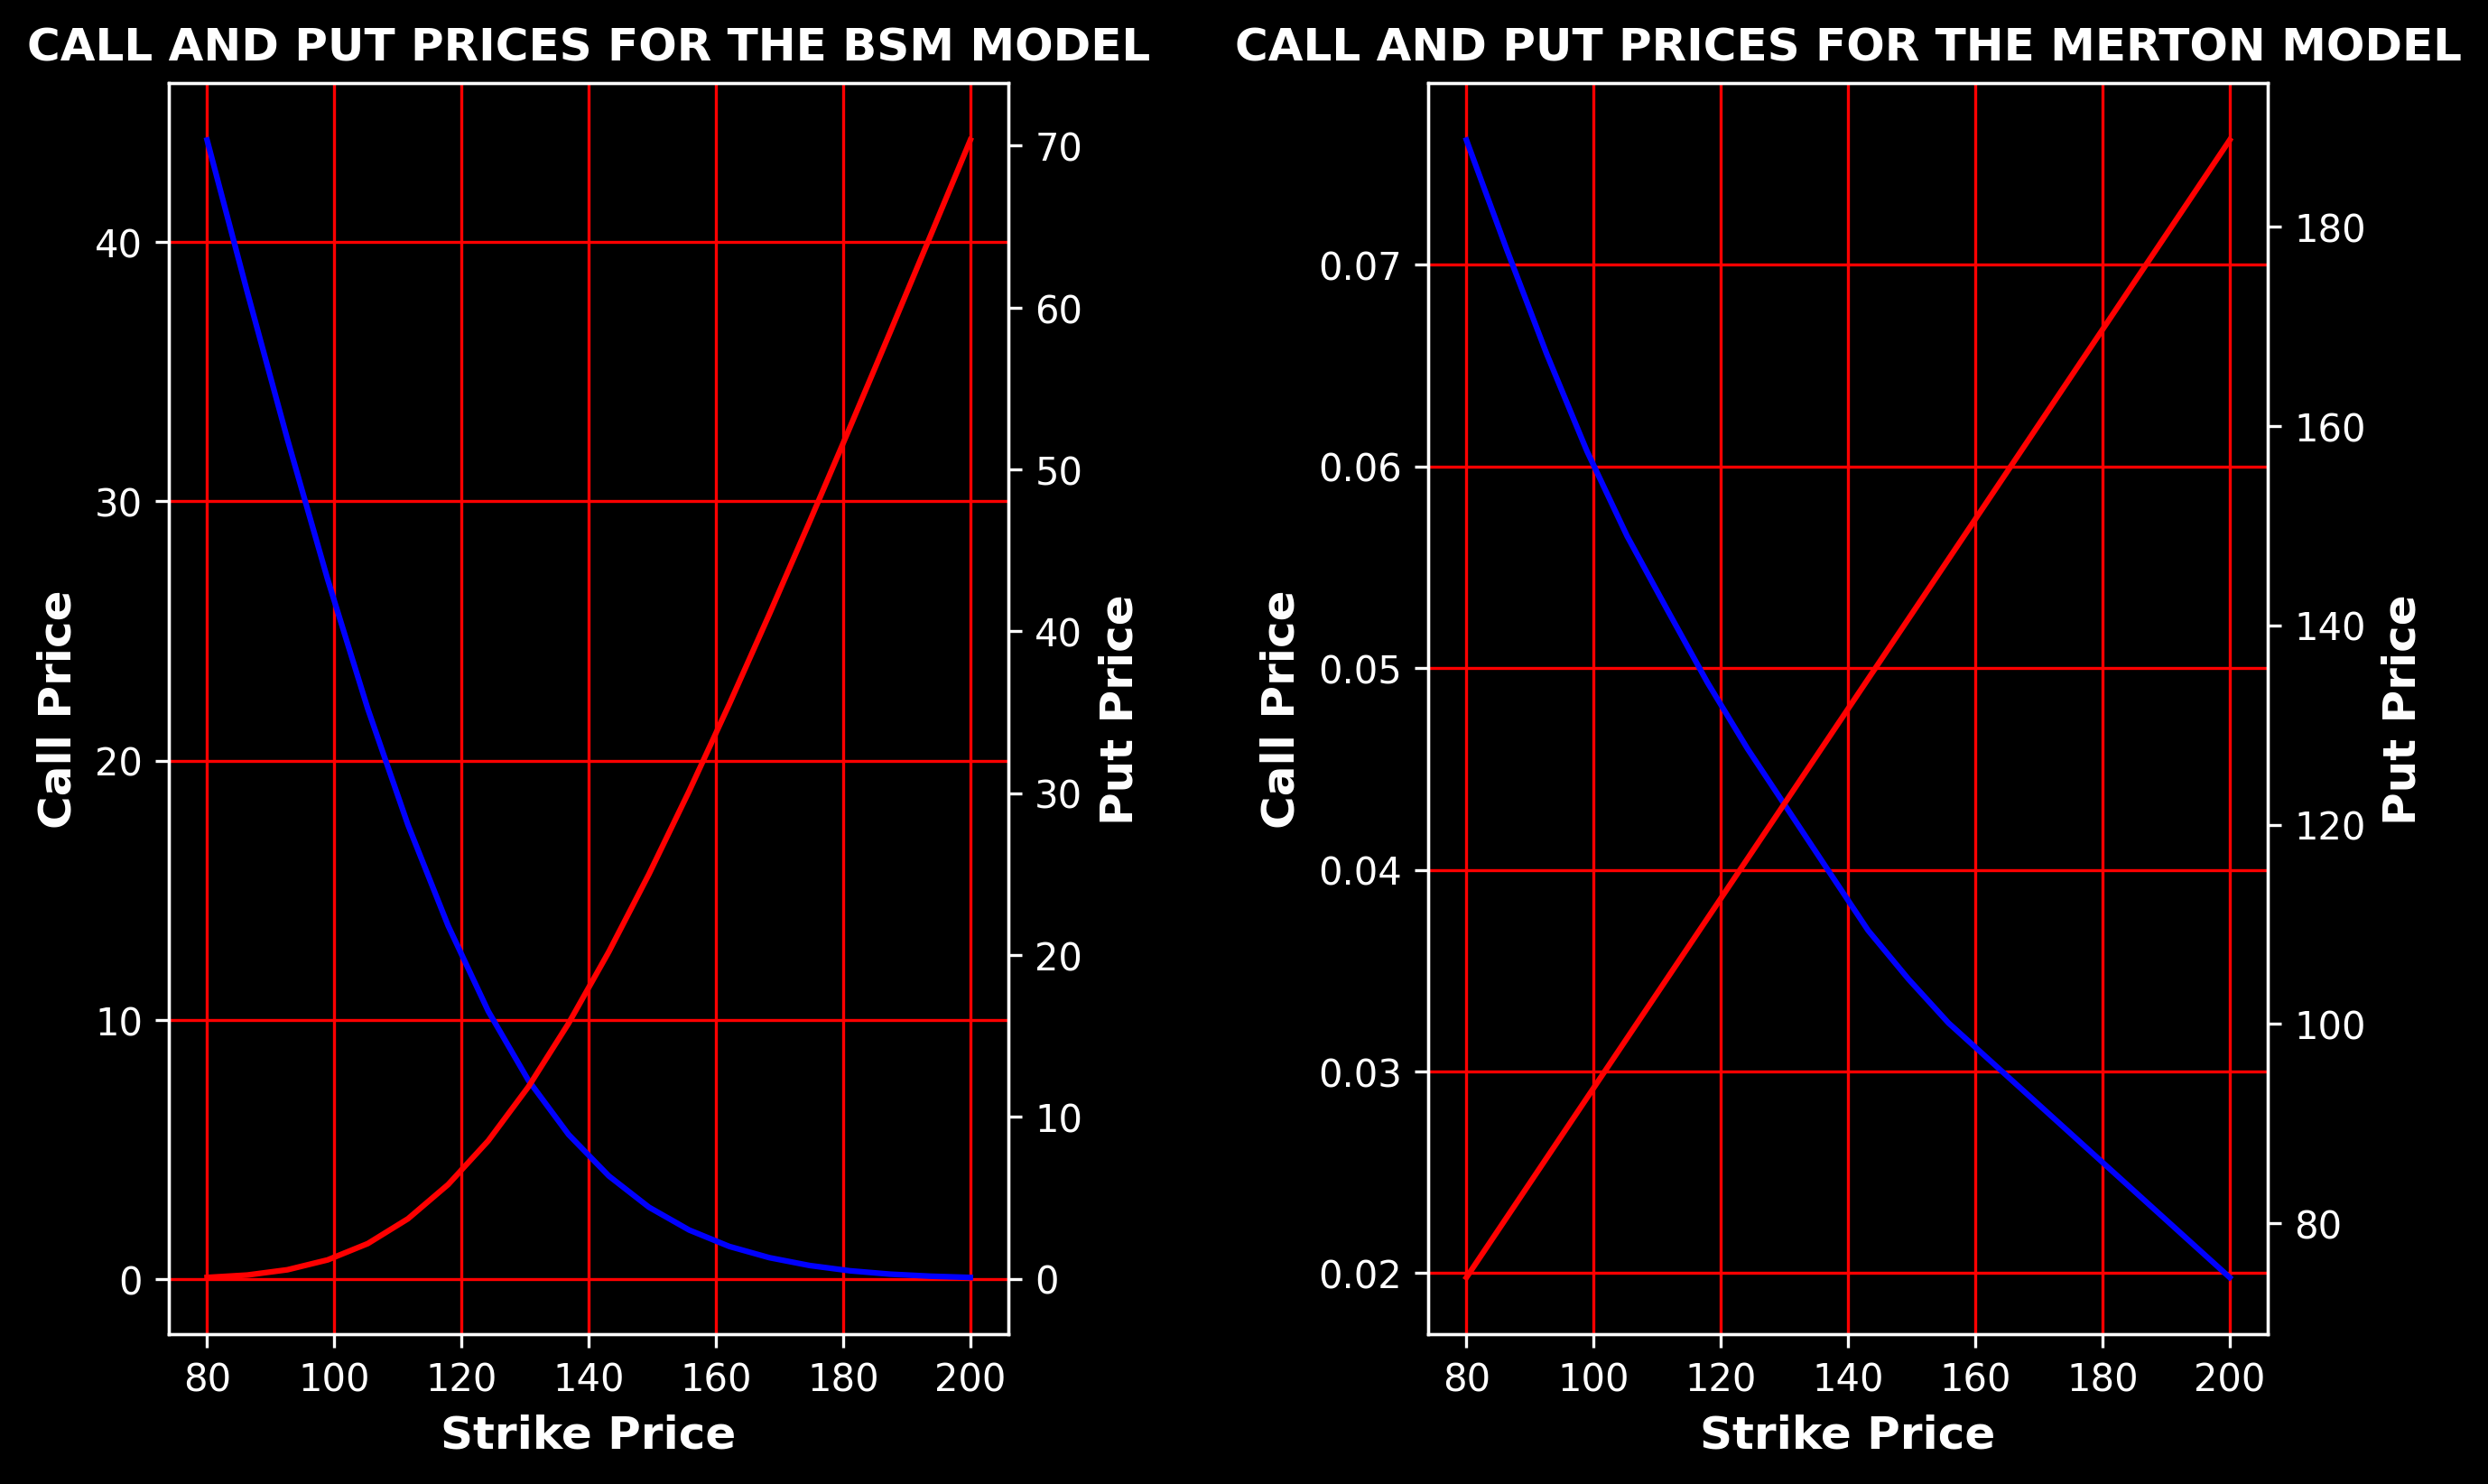 CALL AND PUT PRICES FOR THE BSM MODEL
Call Price
40
30
20
10
0
70
60
50
40
30
20
10
0
Put Price
80 100 120 140 160 180 200
Strike Price
CALL AND PUT PRICES FOR THE MERTON MODEL
Call Price
0.07
0.06
0.05
0.04
0.03
0.02
180
160
140
120
100
80
Put Price
80 100 120 140 160 180 200
Strike Price